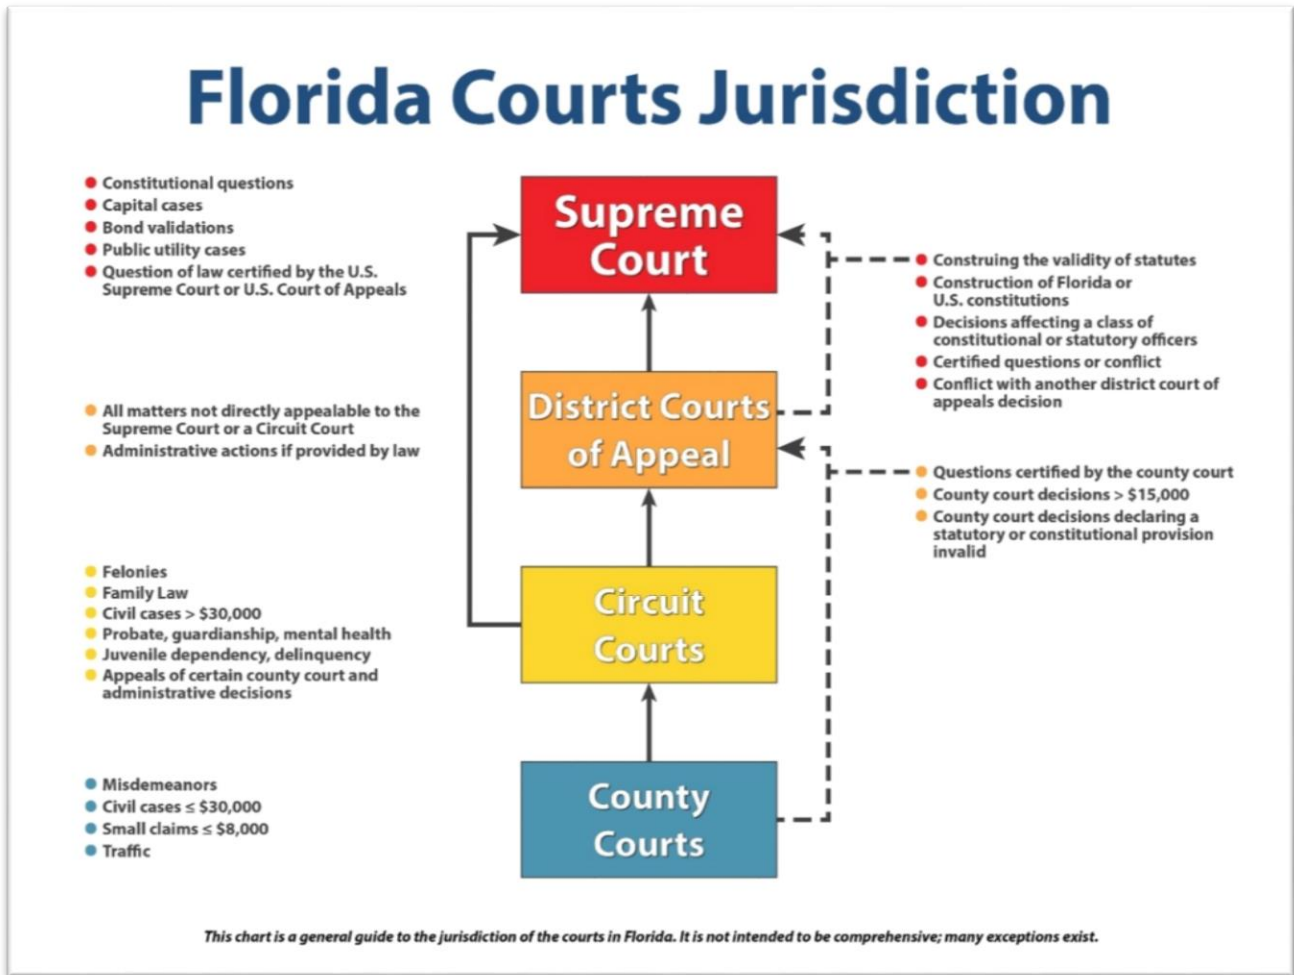 Florida Courts Jurisdiction
Constitutional questions
Capital cases
Bond validations
Public utility cases
Question of law certified by the U.S.
Supreme Court or U.S. Court of Appeals
Supreme
Court
Construing the validity of statutes
Construction of Florida or
U.S. constitutions
Decisions affecting a class of
constitutional or statutory officers
Certified questions or conflict
Conflict with another district court of
appeals decision
All matters not directly appealable to the
Supreme Court or a Circuit Court
Administrative actions if provided by law
District Courts
of Appeal
Questions certified by the county court
County court decisions > $15,000
County court decisions declaring a
statutory or constitutional provision
invalid
Felonies
Family Law
Civil cases > $30,000
Probate, guardianship, mental health
Juvenile dependency, delinquency
Appeals of certain county court and
administrative decisions
Circuit
Courts
Misdemeanors
Civil cases ≤ $30,000
Small claims ≤ $8,000
Traffic
County
Courts
This chart is a general guide to the jurisdiction of the courts in Florida. It is not intended to be comprehensive; many exceptions exist.